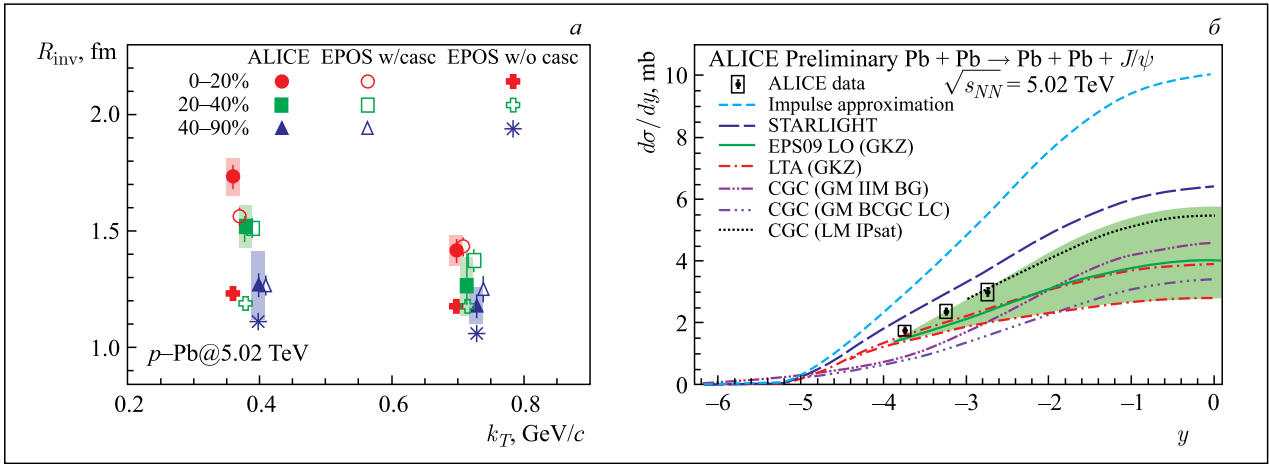 a
R_inv, fm
ALICE EPOS w/casc EPOS w/o casc
0–20%
20–40%
40–90%
2.0
1.5
1.0
p–Pb@5.02 TeV
0.2 0.4 0.6 0.8
k_T, GeV/c
б
dσ/dy, mb
ALICE Preliminary Pb + Pb → Pb + Pb + J/ψ
√s_NN = 5.02 TeV
ALICE data
Impulse approximation
STARLIGHT
EPS09 LO (GKZ)
LTA (GKZ)
CGC (GM IIM BG)
CGC (GM BCGC LC)
CGC (LM IPsat)
10
8
6
4
2
0
−6 −5 −4 −3 −2 −1 0
y